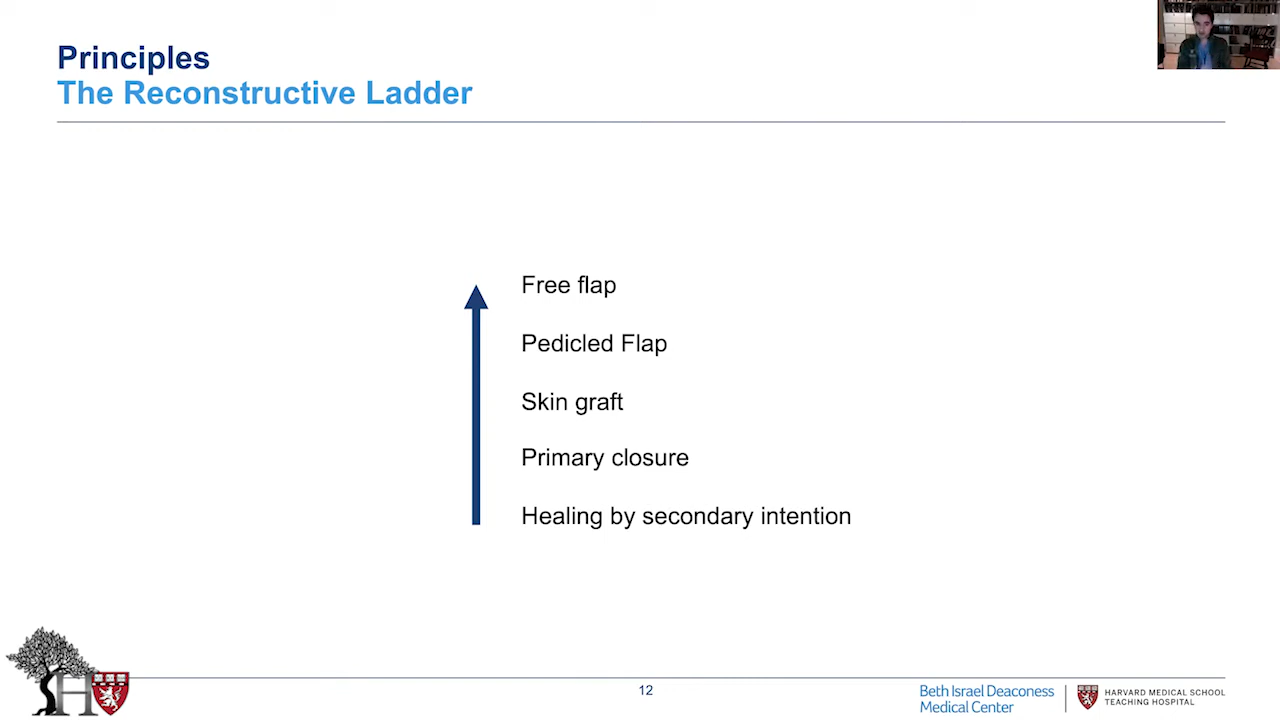 Principles
The Reconstructive Ladder
Free flap
Pedicled Flap
Skin graft
Primary closure
Healing by secondary intention
H
12
Beth Israel Deaconess
Medical Center
HARVARD MEDICAL SCHOOL
TEACHING HOSPITAL